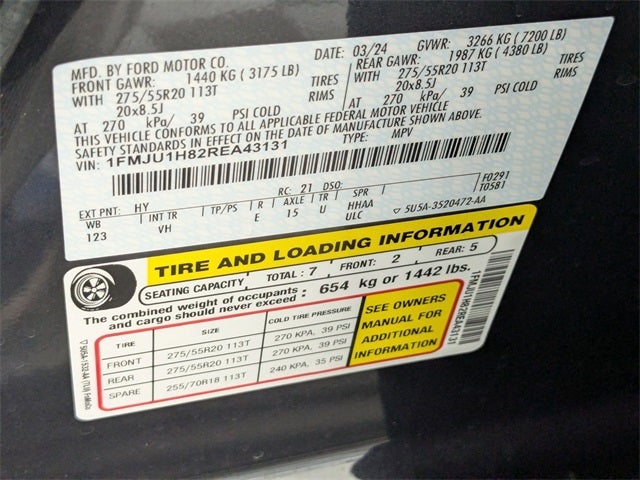 MFD. BY FORD MOTOR CO. 03/24 GVWR: 3266 KG (7200 LB)
FRONT GAWR: 1440 KG (3175 LB) REAR GAWR: 1987 KG (4380 LB)
WITH 275/55R20 113T TIRES WITH 275/55R20 113T TIRES
20x8.5J RIMS 20x8.5J RIMS
AT 270 kPa/ 39 PSI COLD AT 270 kPa/ 39 PSI COLD
THIS VEHICLE CONFORMS TO ALL APPLICABLE FEDERAL MOTOR VEHICLE
SAFETY STANDARDS IN EFFECT ON THE DATE OF MANUFACTURE SHOWN ABOVE.
VIN: 1FMJU1H82REA43131 TYPE: MPV
F0291
T0581
EXT PNT: HY RC: 21 DSO:
WB INT TR TP/PS R AXLE TR SPR
123 VH E 15 U HHAA
ULC ▽ 5U5A-3520472-AA
TIRE AND LOADING INFORMATION
SEATING CAPACITY TOTAL: 7 FRONT: 2 REAR: 5
The combined weight of occupants and cargo should never exceed: 654 kg or 1442 lbs.
TIRE SIZE COLD TIRE PRESSURE
FRONT 275/55R20 113T 270 KPA, 39 PSI
REAR 275/55R20 113T 270 KPA, 39 PSI
SPARE 255/70R18 113T 240 KPA, 35 PSI
SEE OWNERS
MANUAL FOR
ADDITIONAL
INFORMATION
1FMJU1H82REA43131